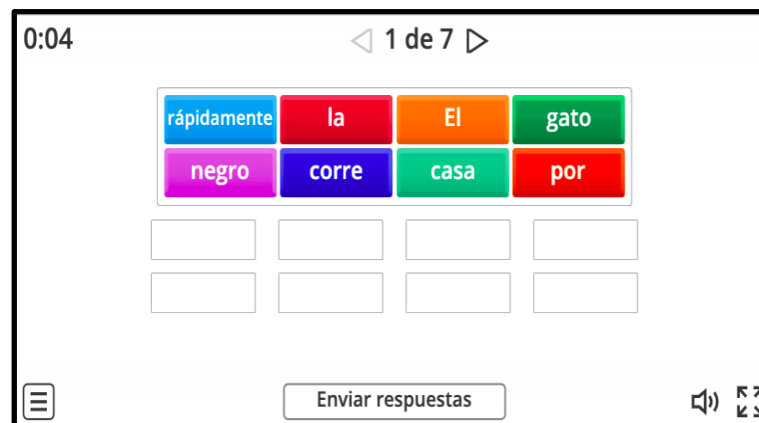 0:04 1 de 7
rápidamente la El gato
negro corre casa por
Enviar respuestas